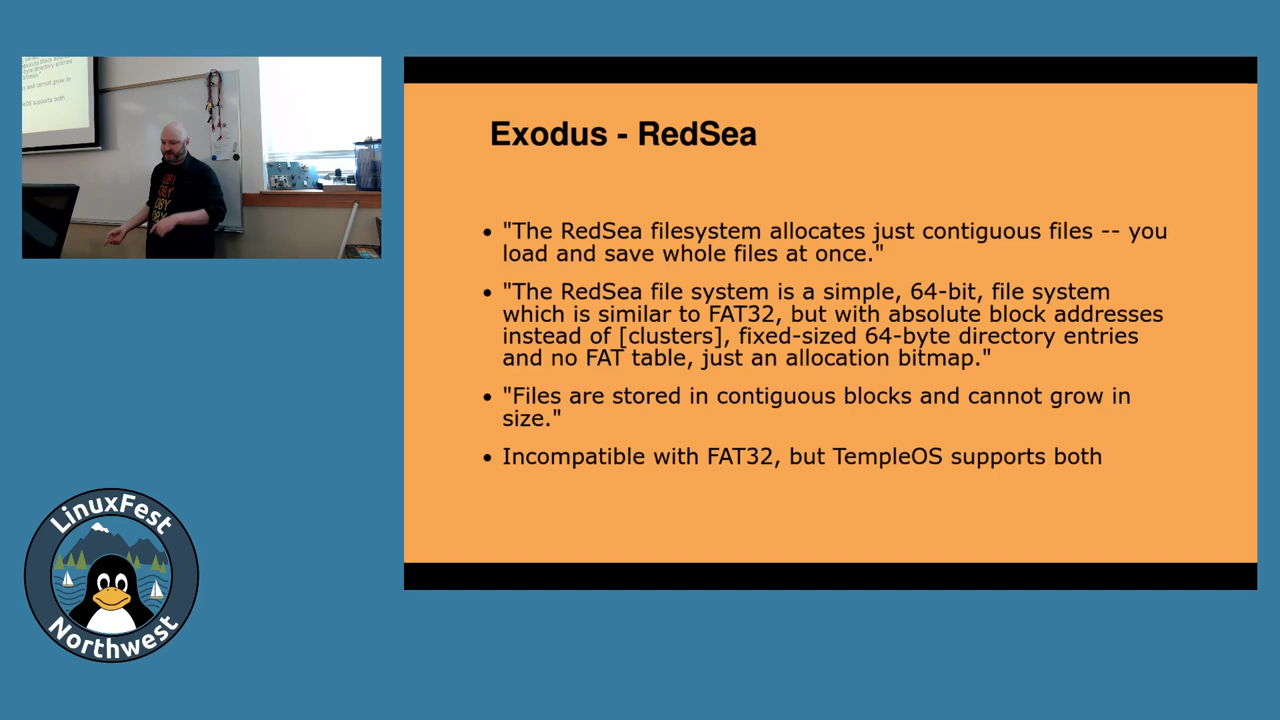 Exodus - RedSea
• "The RedSea filesystem allocates just contiguous files -- you
load and save whole files at once."
• "The RedSea file system is a simple, 64-bit, file system
which is similar to FAT32, but with absolute block addresses
instead of [clusters], fixed-sized 64-byte directory entries
and no FAT table, just an allocation bitmap."
• "Files are stored in contiguous blocks and cannot grow in
size."
• Incompatible with FAT32, but TempleOS supports both
OBY
OBY
LinuxFest
Northwest